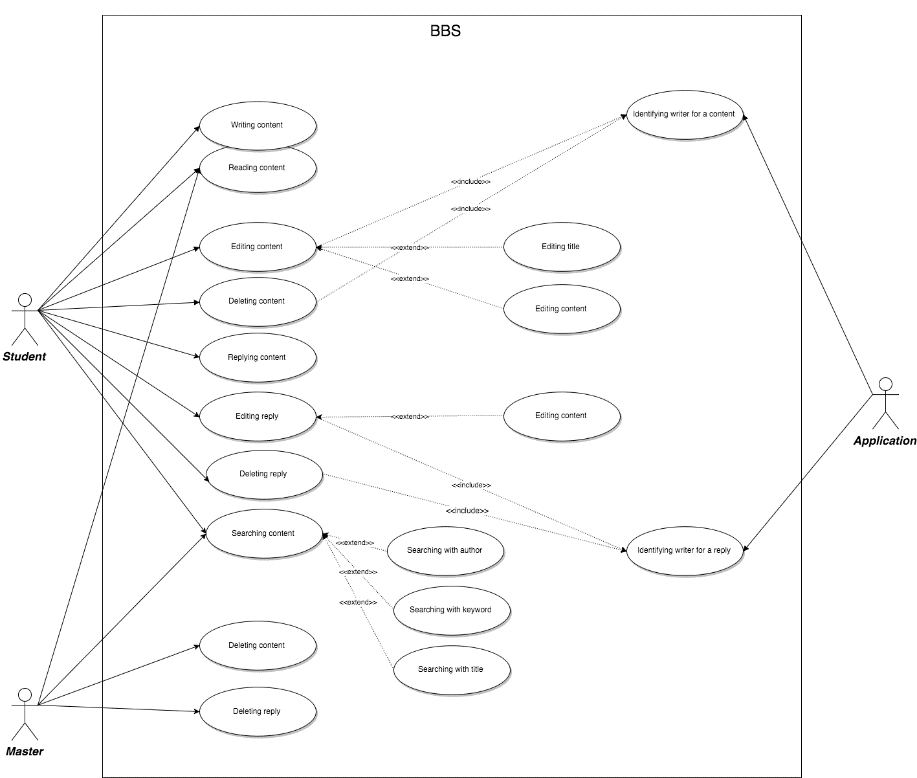 BBS
Writing content
Identifying writer for a content
Reading content
<<include>>
<<include>>
Editing content
<<extend>>
Editing title
<<extend>>
Deleting content
Editing content
Student
Replying content
Editing reply
<<extend>>
Editing content
Application
Deleting reply
<<include>>
<<include>>
Searching content
<<extend>>
Searching with author
Identifying writer for a reply
<<extend>>
<<extend>>
Searching with keyword
Deleting content
Searching with title
Deleting reply
Master